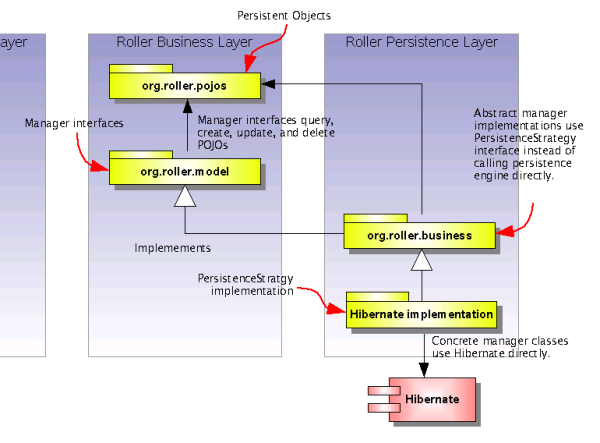 Persistent Objects
ayer
Roller Business Layer
Roller Persistence Layer
org.roller.pojos
Manager interfaces
Manager interfaces query,
create, update, and delete
POJOs
Abstract manager
implementations use
PersistenceStrategy
interface instead of
calling persistence
engine directly.
org.roller.model
org.roller.business
Implemements
PersistenceStratgy
implementation
Hibernate implementation
Concrete manager classes
use Hibernate directly.
Hibernate